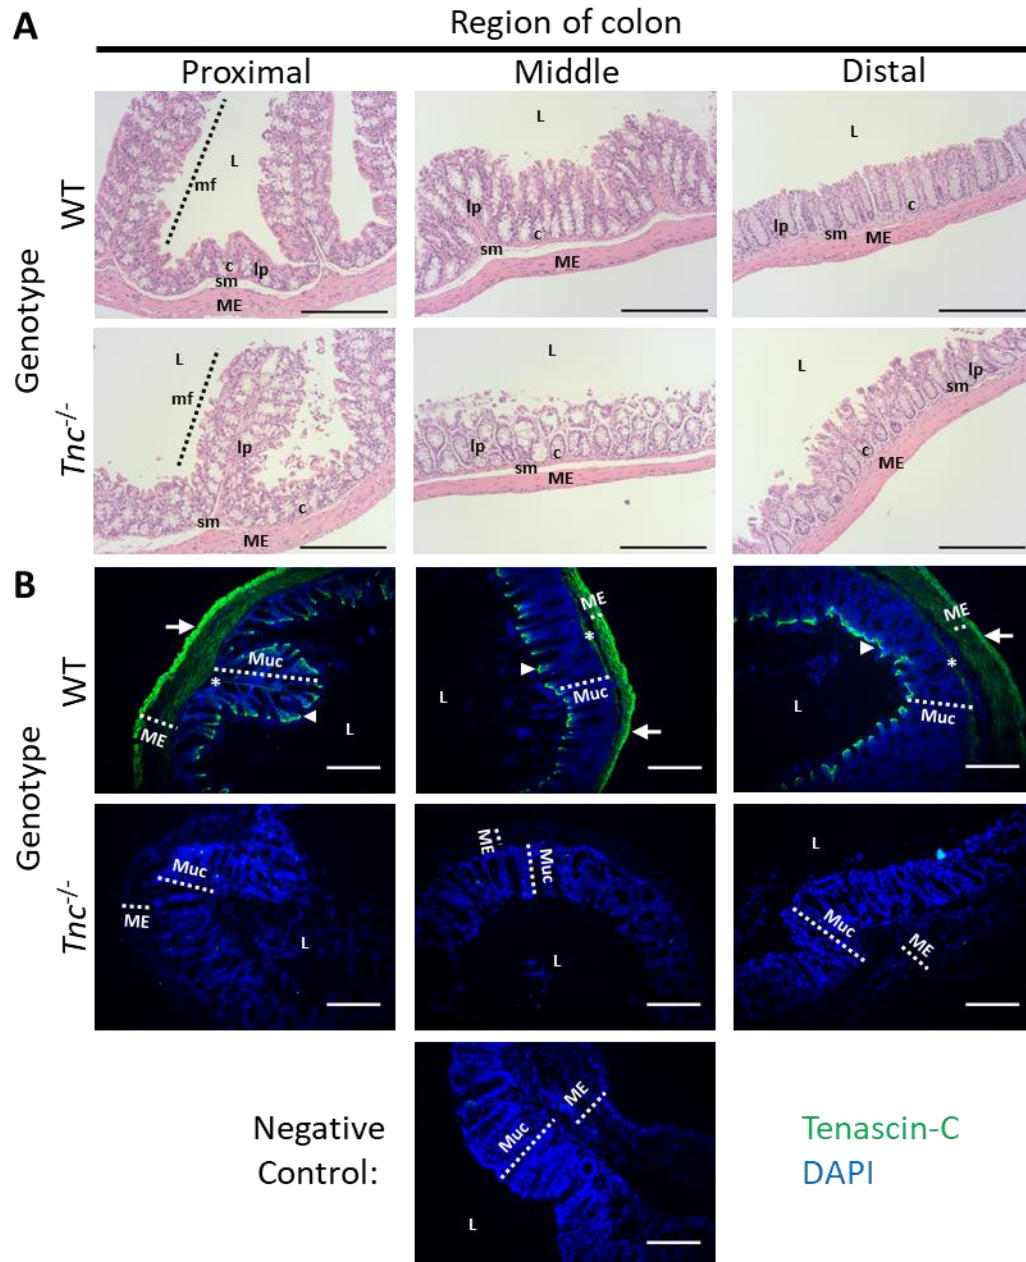 A
Region of colon
Proximal
Middle
Distal
Genotype
WT
L
mf
c
lp
sm
ME
L
lp
c
sm
ME
L
c
lp
sm
ME
Tnc-/-
L
mf
lp
c
sm
ME
L
lp
c
sm
ME
L
lp
sm
c
ME
B
Genotype
WT
Muc
*
ME
L
ME
*
Muc
L
ME
*
L
Muc
Tnc-/-
Muc
ME
L
ME
Muc
L
L
Muc
ME
Negative
Control:
ME
Muc
L
Tenascin-C
DAPI